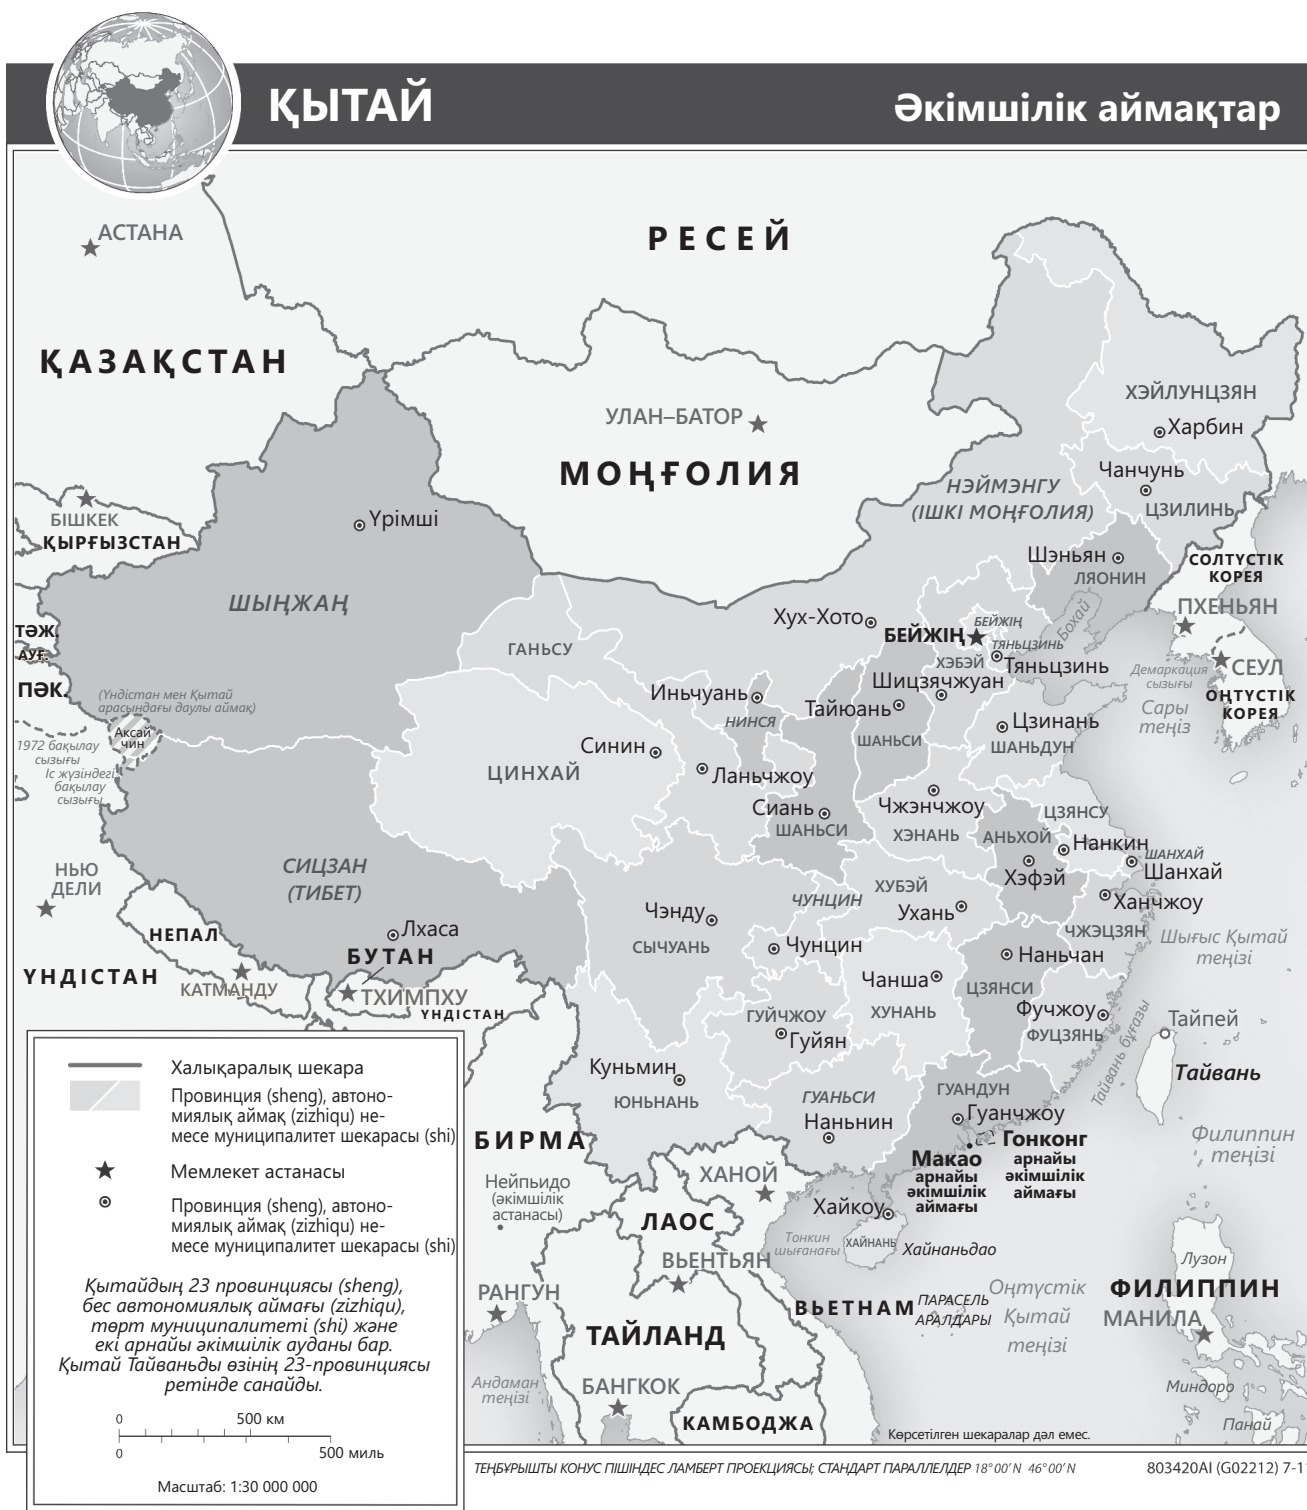 ҚЫТАЙ
Әкімшілік аймақтар
АСТАНА
РЕСЕЙ
ҚАЗАҚСТАН
УЛАН–БАТОР
МОҢҒОЛИЯ
ХЭЙЛУНЦЗЯН
Харбин
Чанчунь
ЦЗИЛИНЬ
НЭЙМЭНГУ
(ІШКІ МОҢҒОЛИЯ)
БІШКЕК
ҚЫРҒЫЗСТАН
Үрімші
Шэньян
ЛЯОНИН
СОЛТҮСТІК
КОРЕЯ
ПХЕНЬЯН
ШЫҢЖАҢ
Хух-Хото
БЕЙЖІҢ
БЕЙЖІҢ
Бохай
ТӘЖ.
АУҒ.
ПӘК.
ГАНЬСУ
ТЯНЬЦЗИНЬ
Тяньцзинь
ХЭБЭЙ
Демаркация
сызығы
СЕУЛ
ОҢТҮСТІК
КОРЕЯ
Шицзячжуан
Иньчуань
НИНСЯ
Тайюань
ШАНЬСИ
Цзинань
ШАНЬДУН
Сары
теңіз
(Үндістан мен Қытай
арасындағы даулы аймақ)
Аксай
чин
1972 бақылау
сызығы
Іс жүзіндегі
бақылау
сызығы
Синин
ЦИНХАЙ
Ланьчжоу
Сиань
ШАНЬСИ
Чжэнчжоу
ХЭНАНЬ
ЦЗЯНСУ
АНЬХОЙ
Нанкин
Хэфэй
ШАНХАЙ
Шанхай
НЬЮ
ДЕЛИ
СИЦЗАН
(ТИБЕТ)
Лхаса
ЧУНЦИН
ХУБЭЙ
Ухань
Ханчжоу
ЧЖЭЦЗЯН
Чэнду
СЫЧУАНЬ
Чунцин
Наньчан
Шығыс Қытай
теңізі
НЕПАЛ
БУТАН
ҮНДІСТАН
КАТМАНДУ
ТХИМПХУ
ҮНДІСТАН
Чанша
ХУНАНЬ
ЦЗЯНСИ
Фучжоу
ФУЦЗЯНЬ
ГУЙЧЖОУ
Гуйян
Тайвань бұғазы
Тайпей
Тайвань
Куньмин
ЮНЬНАНЬ
ГУАНЬСИ
Наньнин
ГУАНДУН
Гуанчжоу
Гонконг
арнайы
әкімшілік
аймағы
Макао
арнайы
әкімшілік
аймағы
Филиппин
теңізі
БИРМА
Нейпьидо
(әкімшілік
астанасы)
ХАНОЙ
ЛАОС
ВЬЕНТЬЯН
Хайкоу
Тонкин
шығанағы
ХАЙНАНЬ
Хайнаньдао
Лузон
РАНГУН
ВЬЕТНАМ
ПАРАСЕЛЬ
АРАЛДАРЫ
Оңтүстік
Қытай
теңізі
ФИЛИППИН
МАНИЛА
ТАЙЛАНД
Андаман
теңізі
БАНГКОК
КАМБОДЖА
Миндоро
Панай
Көрсетілген шекаралар дәл емес.
Халықаралық шекара
Провинция (sheng), автоно-
миялық аймақ (zizhiqu) не-
месе муниципалитет шекарасы (shi)
Мемлекет астанасы
Провинция (sheng), автоно-
миялық аймақ (zizhiqu) не-
месе муниципалитет шекарасы (shi)
Қытайдың 23 провинциясы (sheng),
бес автономиялық аймағы (zizhiqu),
төрт муниципалитеті (shi) және
екі арнайы әкімшілік ауданы бар.
Қытай Тайваньды өзінің 23-провинциясы
ретінде санайды.
0 500 км
0 500 миль
Масштаб: 1:30 000 000
ТЕҢБҰРЫШТЫ КОНУС ПІШІНДЕС ЛАМБЕРТ ПРОЕКЦИЯСЫ; СТАНДАРТ ПАРАЛЛЕЛДЕР 18°00′N 46°00′N
803420AI (G02212) 7-11